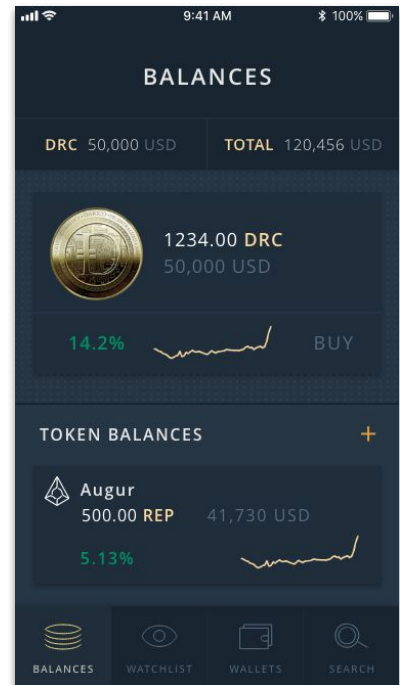 9:41 AM 100%
BALANCES
DRC 50,000 USD TOTAL 120,456 USD
1234.00 DRC
50,000 USD
14.2% BUY
TOKEN BALANCES +
Augur
500.00 REP 41,730 USD
5.13%
BALANCES WATCHLIST WALLETS SEARCH